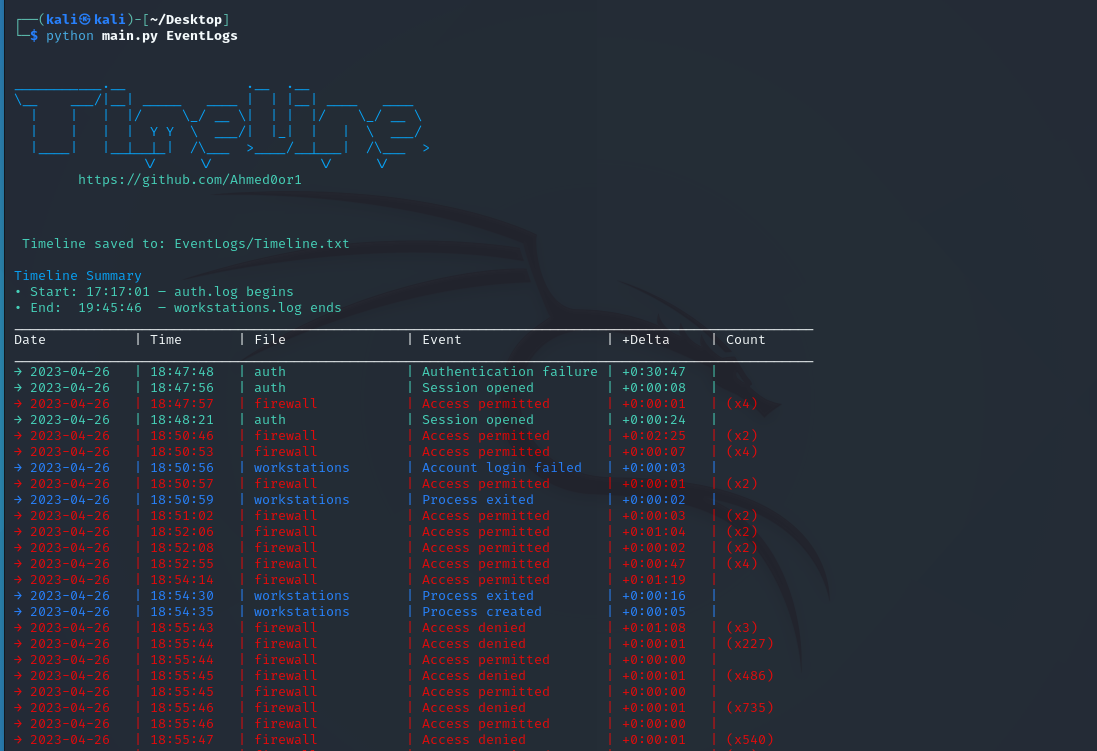 ┌──(kali㉿kali)-[~/Desktop]
└─$ python main.py EventLogs
Timeline
https://github.com/Ahmed0or1
Timeline saved to: EventLogs/Timeline.txt
Timeline Summary
• Start: 17:17:01 — auth.log begins
• End:  19:45:46  — workstations.log ends
Date | Time | File | Event | +Delta | Count
→ 2023-04-26 | 18:47:48 | auth | Authentication failure | +0:30:47 |
→ 2023-04-26 | 18:47:56 | auth | Session opened | +0:00:08 |
→ 2023-04-26 | 18:47:57 | firewall | Access permitted | +0:00:01 | (x4)
→ 2023-04-26 | 18:48:21 | auth | Session opened | +0:00:24 |
→ 2023-04-26 | 18:50:46 | firewall | Access permitted | +0:02:25 | (x2)
→ 2023-04-26 | 18:50:53 | firewall | Access permitted | +0:00:07 | (x4)
→ 2023-04-26 | 18:50:56 | workstations | Account login failed | +0:00:03 |
→ 2023-04-26 | 18:50:57 | firewall | Access permitted | +0:00:01 | (x2)
→ 2023-04-26 | 18:50:59 | workstations | Process exited | +0:00:02 |
→ 2023-04-26 | 18:51:02 | firewall | Access permitted | +0:00:03 | (x2)
→ 2023-04-26 | 18:52:06 | firewall | Access permitted | +0:01:04 | (x2)
→ 2023-04-26 | 18:52:08 | firewall | Access permitted | +0:00:02 | (x2)
→ 2023-04-26 | 18:52:55 | firewall | Access permitted | +0:00:47 | (x4)
→ 2023-04-26 | 18:54:14 | firewall | Access permitted | +0:01:19 |
→ 2023-04-26 | 18:54:30 | workstations | Process exited | +0:00:16 |
→ 2023-04-26 | 18:54:35 | workstations | Process created | +0:00:05 |
→ 2023-04-26 | 18:55:43 | firewall | Access denied | +0:01:08 | (x3)
→ 2023-04-26 | 18:55:44 | firewall | Access denied | +0:00:01 | (x227)
→ 2023-04-26 | 18:55:44 | firewall | Access permitted | +0:00:00 |
→ 2023-04-26 | 18:55:45 | firewall | Access denied | +0:00:01 | (x486)
→ 2023-04-26 | 18:55:45 | firewall | Access permitted | +0:00:00 |
→ 2023-04-26 | 18:55:46 | firewall | Access denied | +0:00:01 | (x735)
→ 2023-04-26 | 18:55:46 | firewall | Access permitted | +0:00:00 |
→ 2023-04-26 | 18:55:47 | firewall | Access denied | +0:00:01 | (x540)